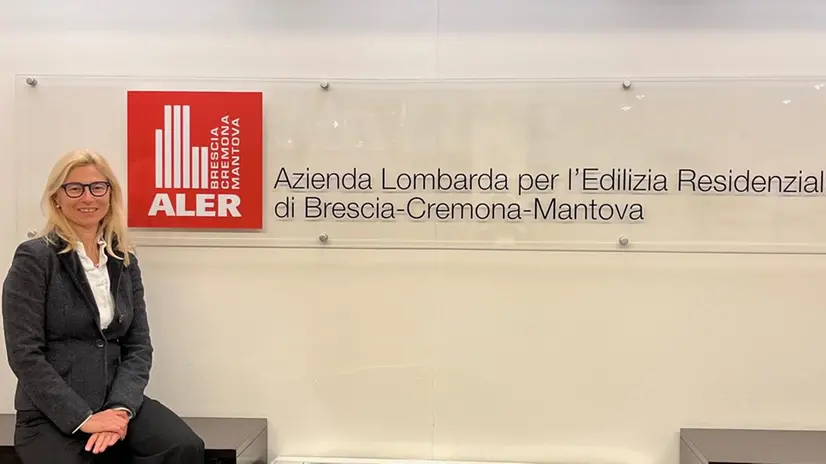 BRESCIA
CREMONA
MANTOVA
ALER
Azienda Lombarda per l'Edilizia Residenzial
di Brescia-Cremona-Mantova